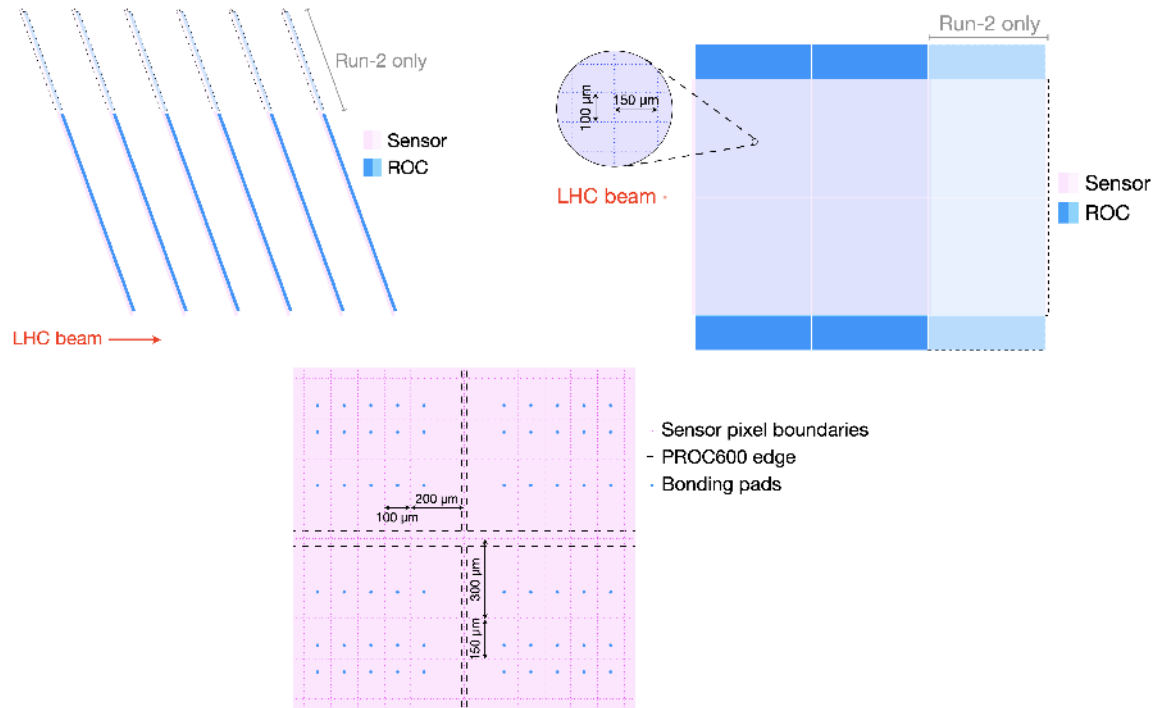 Run-2 only
Sensor
ROC
LHC beam
Run-2 only
150 µm
100 µm
LHC beam
Sensor
ROC
Sensor pixel boundaries
PROC600 edge
Bonding pads
200 µm
100 µm
300 µm
150 µm